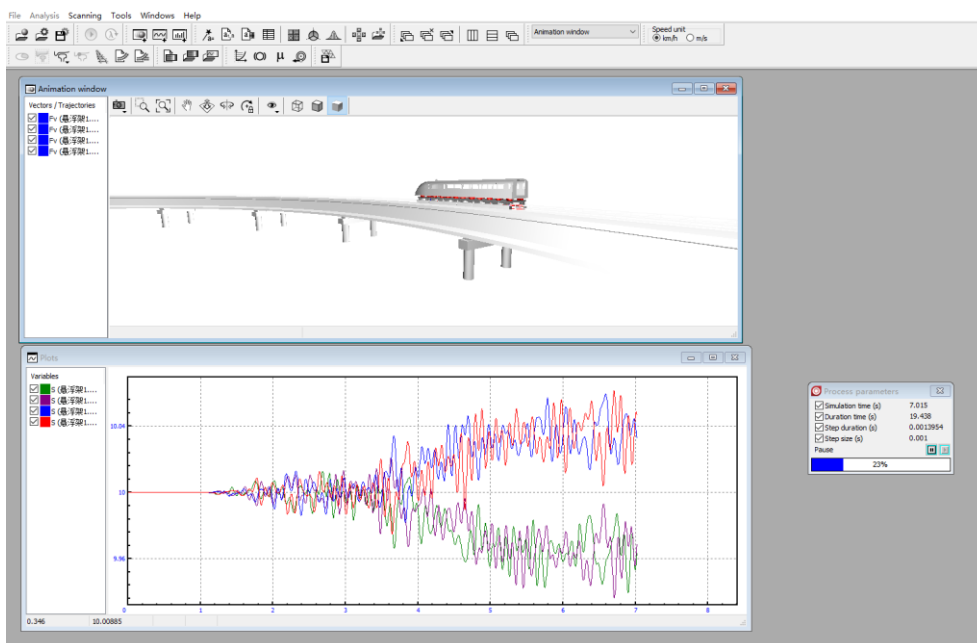 File Analysis Scanning Tools Windows Help
Animation window
Speed unit
km/h m/s
Animation window
Vectors / Trajectories
Fv (悬浮架1....
Fv (悬浮架1....
Fv (悬浮架1....
Fv (悬浮架1....
Plots
Variables
S (悬浮架1....
S (悬浮架1....
S (悬浮架1....
S (悬浮架1....
10.04
10
9.96
0 1 2 3 4 5 6 7 8
0.346 10.00885
Process parameters
Simulation time (s) 7.015
Duration time (s) 19.438
Step duration (s) 0.0013954
Step size (s) 0.001
Pause
23%